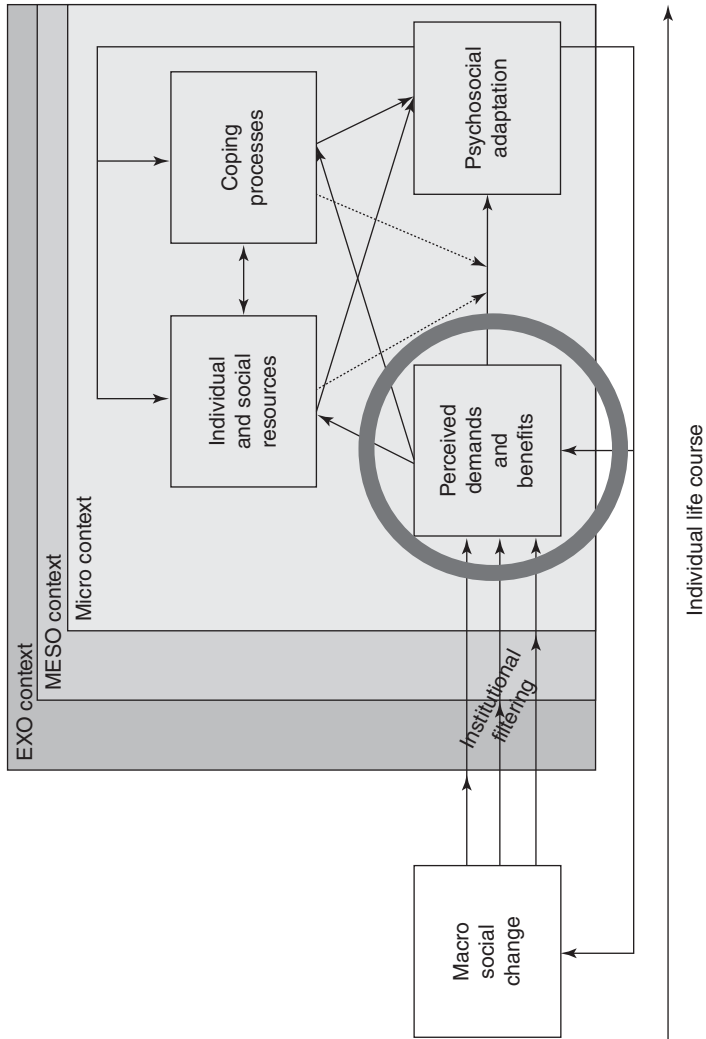 EXO context
MESO context
Micro context
Individual
and social
resources
Coping
processes
Macro
social
change
Institutional
filtering
Perceived
demands
and
benefits
Psychosocial
adaptation
Individual life course